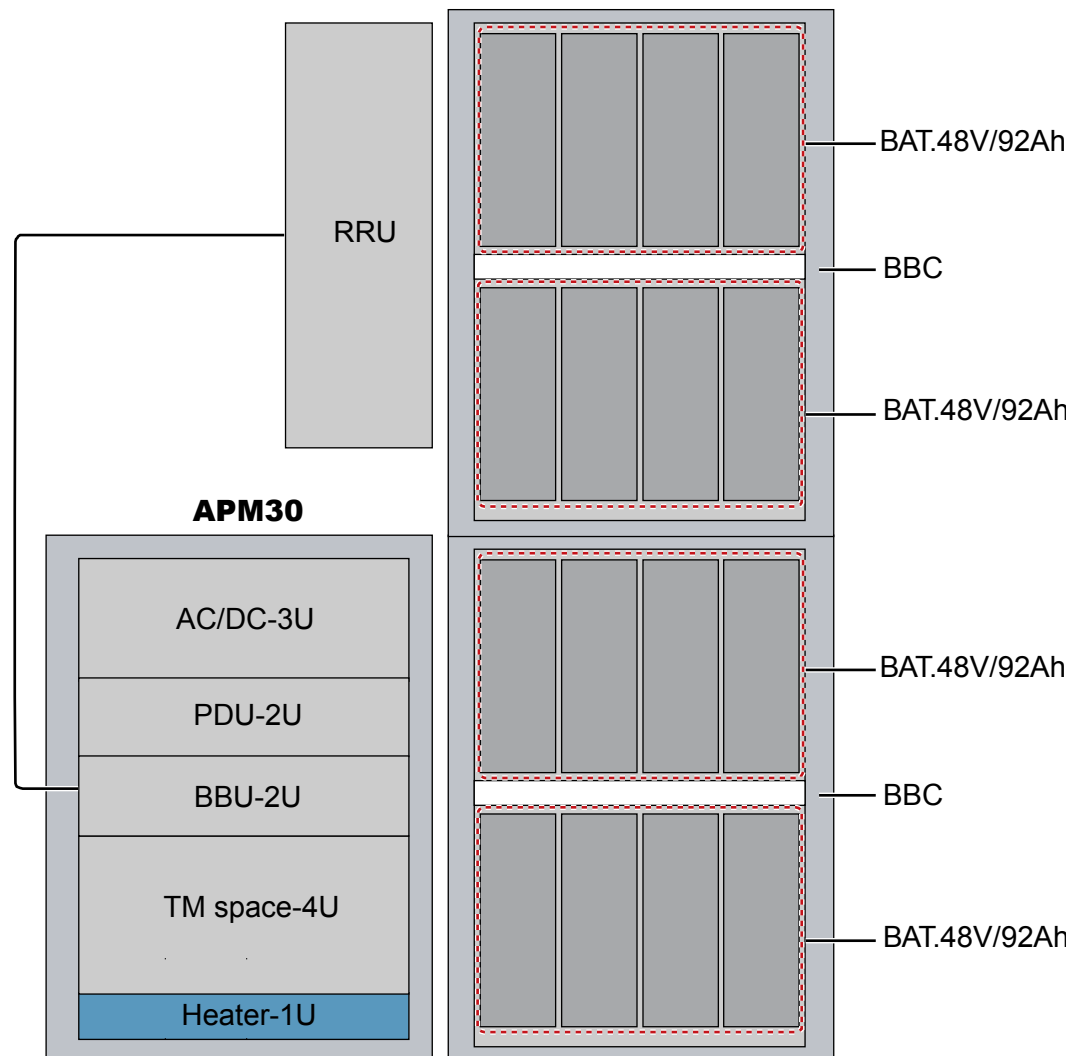 RRU
APM30
AC/DC-3U
PDU-2U
BBU-2U
TM space-4U
Heater-1U
BAT.48V/92Ah
BBC
BAT.48V/92Ah
BAT.48V/92Ah
BBC
BAT.48V/92Ah